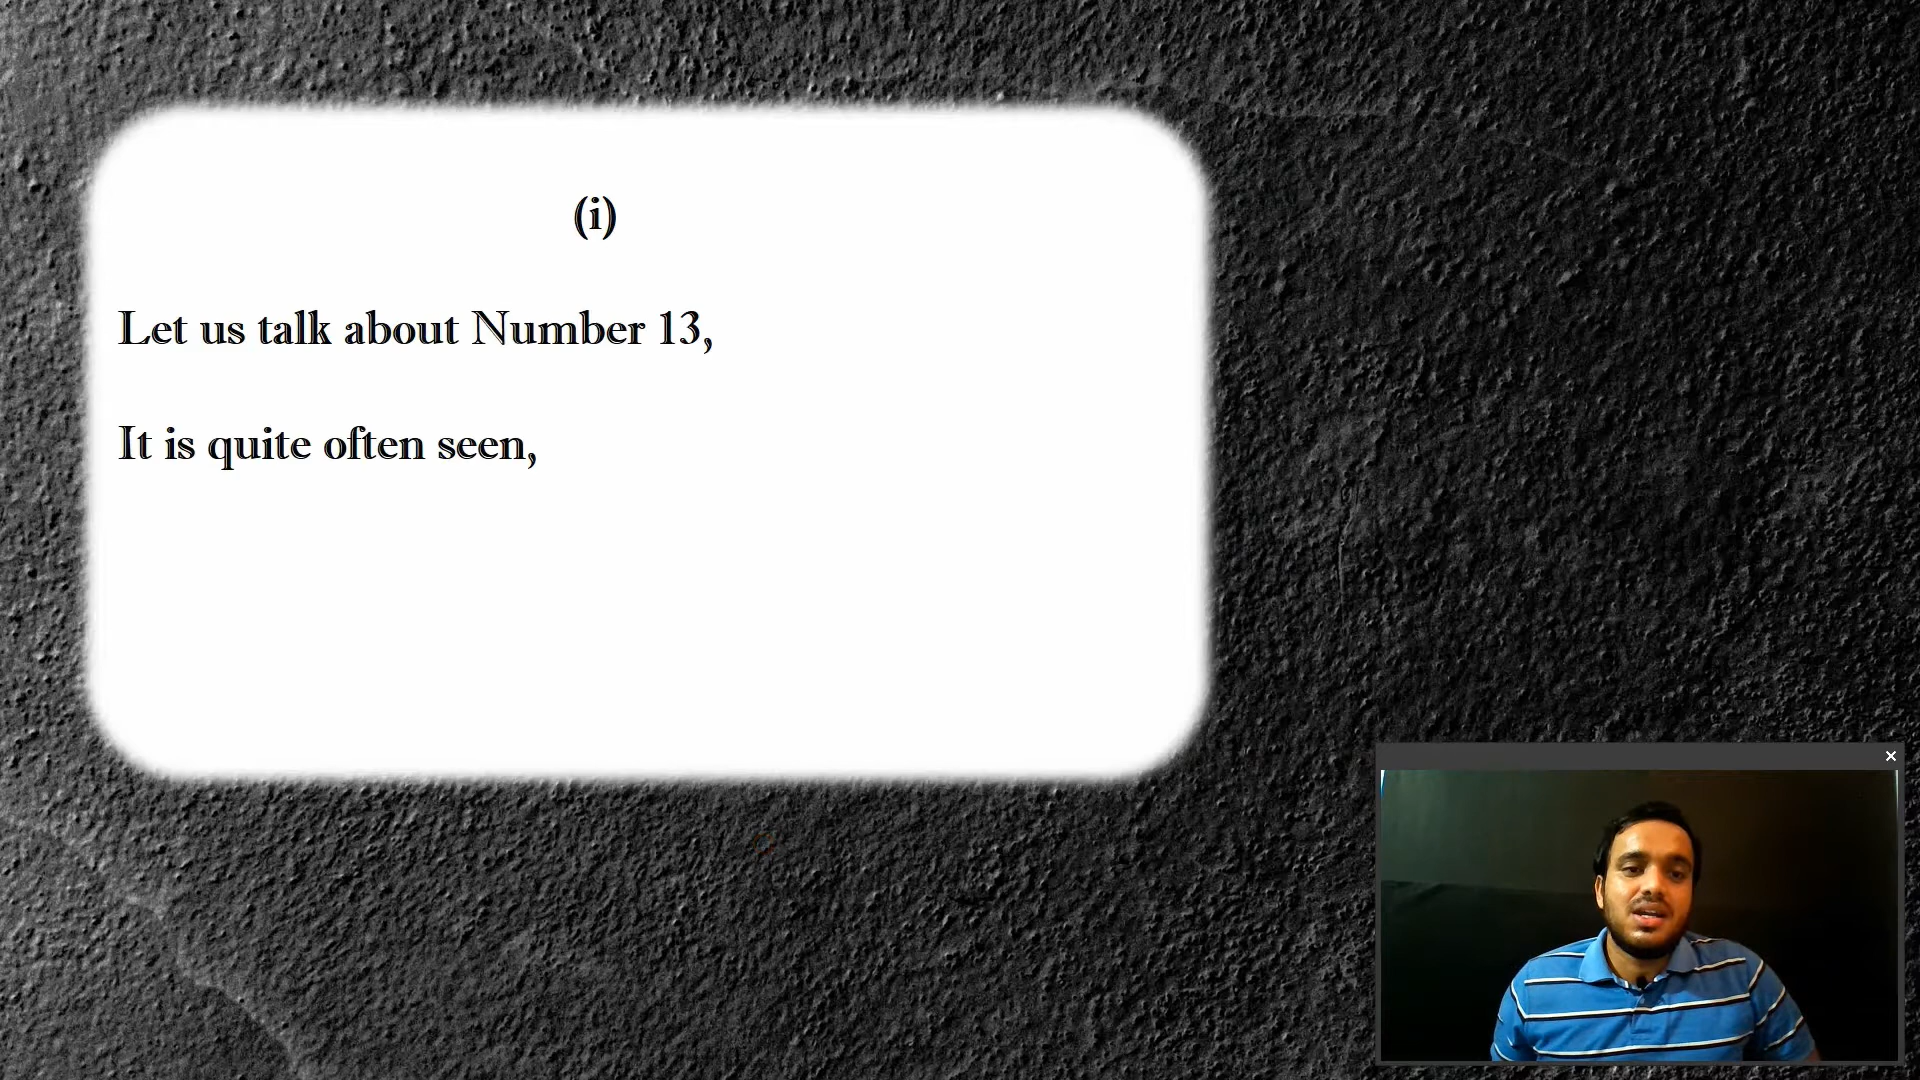 (i)
Let us talk about Number 13,
It is quite often seen,